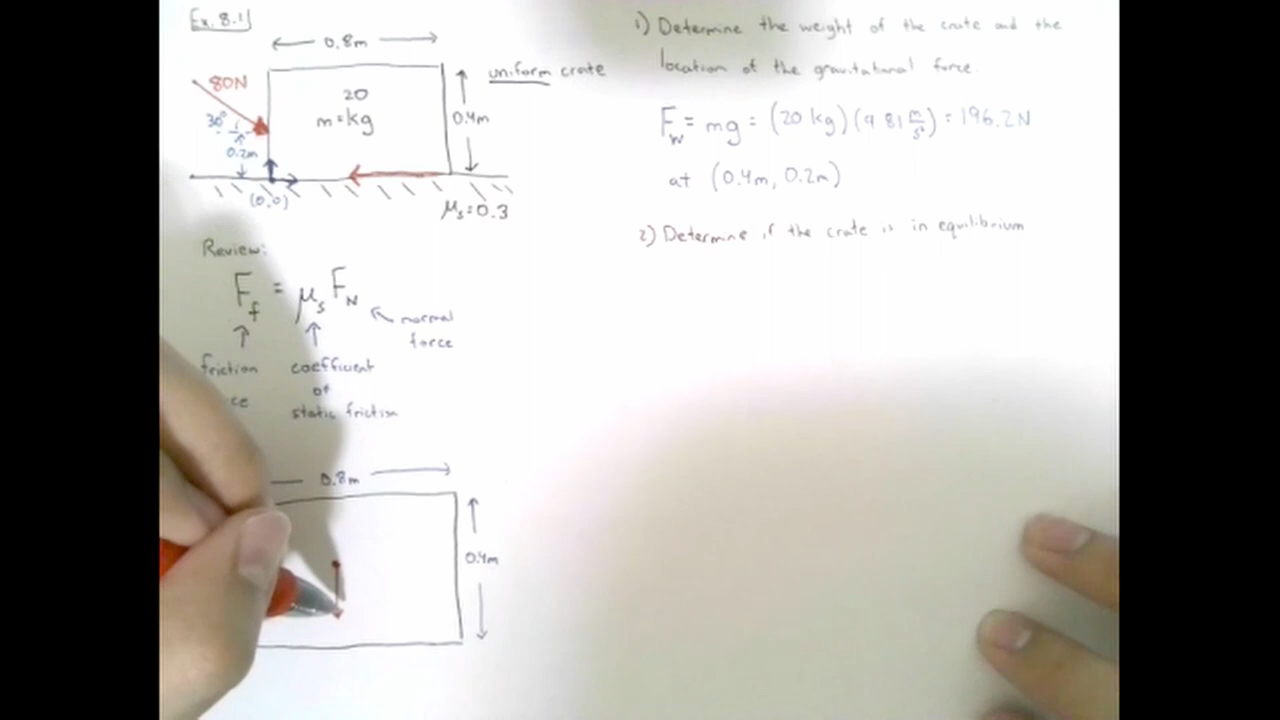 Ex. 8.1
0.8m
80N
30°
0.2m
(0,0)
20
m=kg
0.4m
uniform crate
μs=0.3
Review:
Ff = μs FN
normal
force
friction
ce
coefficient
of
static friction
0.8m
0.4m
1) Determine the weight of the crate and the
location of the gravitational force.
Fw = mg = (20 kg)(9.81 m/s²) = 196.2N
at (0.4m, 0.2m)
2) Determine if the crate is in equilibrium